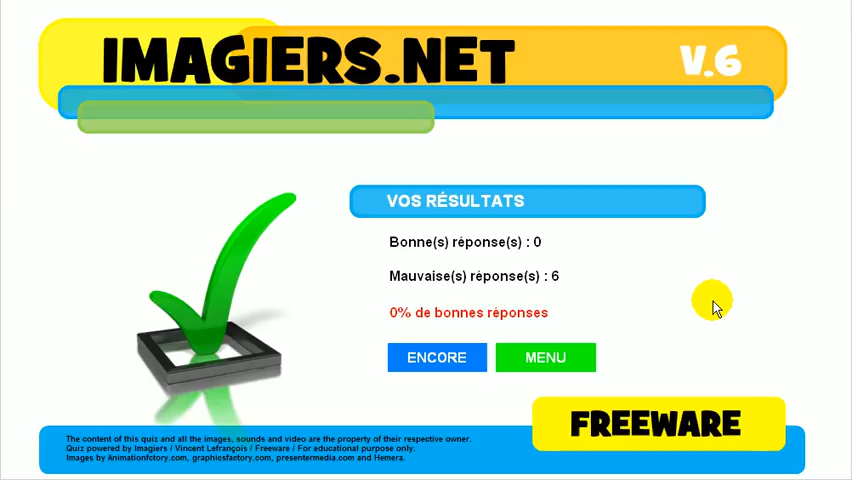 IMAGIERS.NET
V.6
VOS RÉSULTATS
Bonne(s) réponse(s) : 0
Mauvaise(s) réponse(s) : 6
0% de bonnes réponses
ENCORE
MENU
FREEWARE
The content of this quiz and all the images, sounds and video are the property of their respective owner.
Quiz powered by Imagiers / Vincent Lefrançois / Freeware / For educational purpose only.
Images by Animationfctory.com, graphicsfactory.com, presentermedia.com and Hemera.